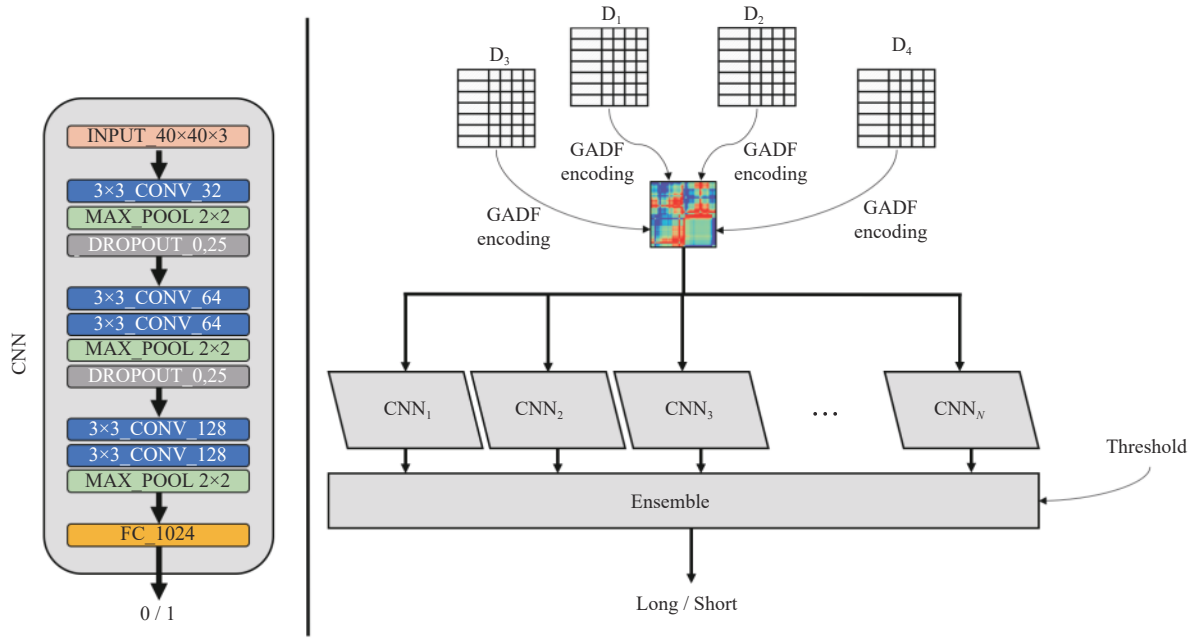 CNN
INPUT_40×40×3
3×3_CONV_32
MAX_POOL 2×2
DROPOUT_0,25
3×3_CONV_64
3×3_CONV_64
MAX_POOL 2×2
DROPOUT_0,25
3×3_CONV_128
3×3_CONV_128
MAX_POOL 2×2
FC_1024
0 / 1
D₁
D₂
D₃
D₄
GADF
encoding
GADF
encoding
GADF
encoding
GADF
encoding
CNN₁
CNN₂
CNN₃
...
CNN_N
Threshold
Ensemble
Long / Short